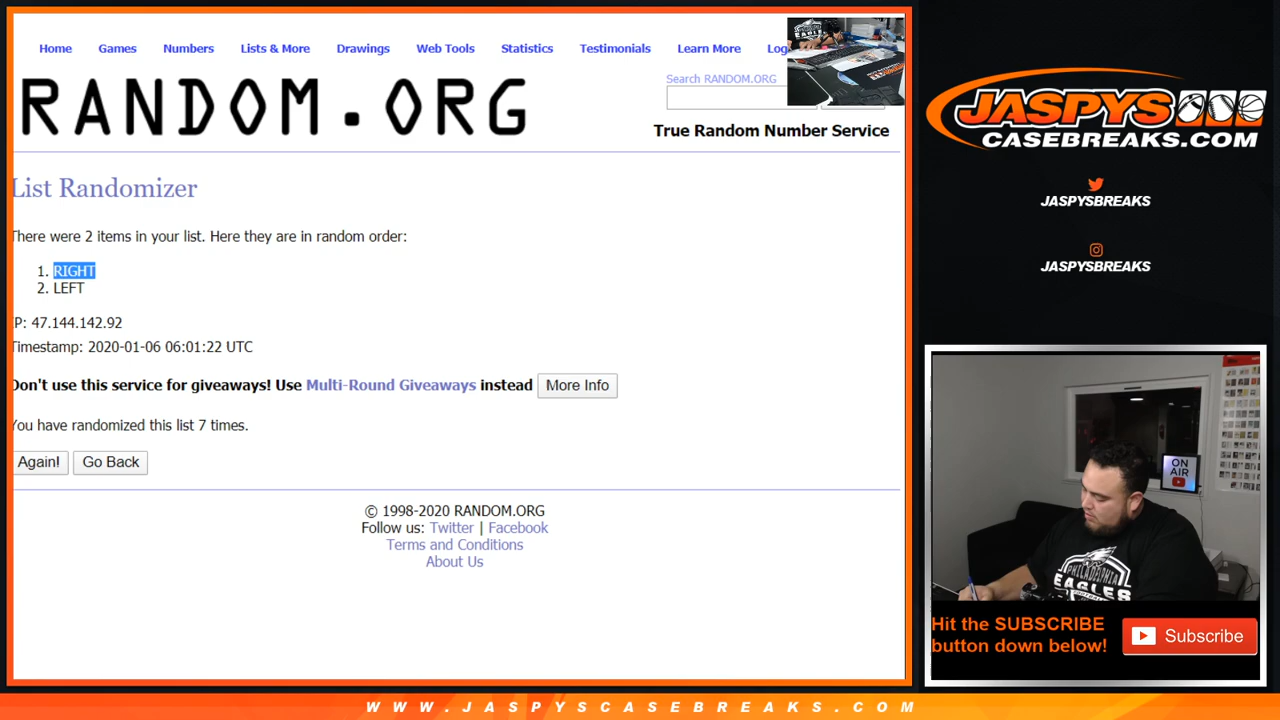 Home Games Numbers Lists & More Drawings Web Tools Statistics Testimonials Learn More
RANDOM.ORG
Search RANDOM.ORG
True Random Number Service
List Randomizer
There were 2 items in your list. Here they are in random order:
1. RIGHT
2. LEFT
IP: 47.144.142.92
Timestamp: 2020-01-06 06:01:22 UTC
Don't use this service for giveaways! Use Multi-Round Giveaways instead More Info
You have randomized this list 7 times.
Again! Go Back
© 1998-2020 RANDOM.ORG
Follow us: Twitter | Facebook
Terms and Conditions
About Us
JASPYS
CASEBREAKS.COM
JASPYSBREAKS
JASPYSBREAKS
ON
AIR
PHILADELPHIA
EAGLES
Hit the SUBSCRIBE
button down below!
Subscribe
WWW.JASPYSCASEBREAKS.COM